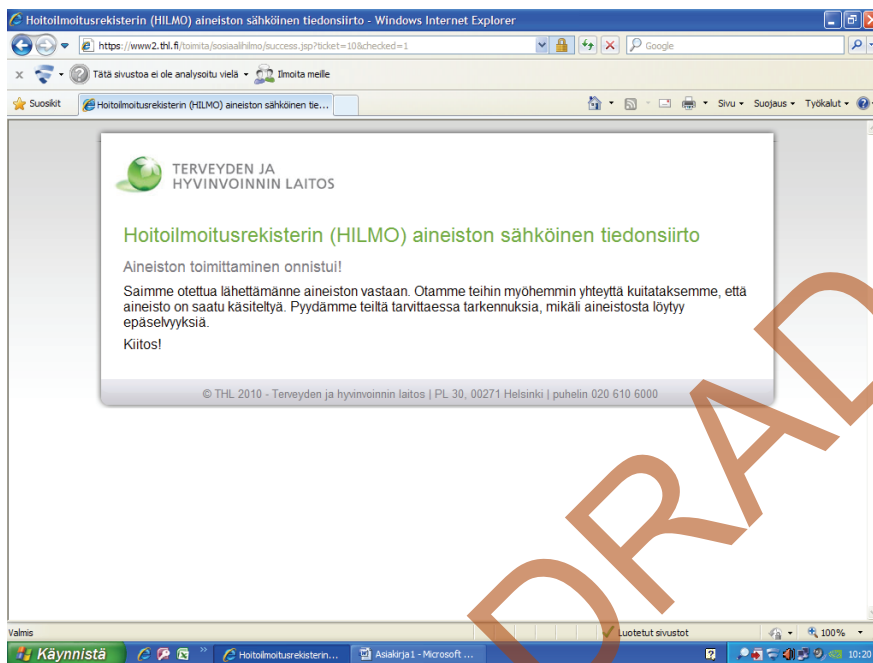 Hoitoilmoitusrekisterin (HILMO) aineiston sähköinen tiedonsiirto - Windows Internet Explorer
https://www2.thl.fi/toimita/sosiaalihilmo/success.jsp?ticket=10&checked=1
Google
x Tätä sivustoa ei ole analysoitu vielä Ilmoita meille
Suosikit Hoitoilmoitusrekisterin (HILMO) aineiston sähköinen tie... Sivu Suojaus Työkalut
TERVEYDEN JA
HYVINVOINNIN LAITOS
Hoitoilmoitusrekisterin (HILMO) aineiston sähköinen tiedonsiirto
Aineiston toimittaminen onnistui!
Saimme otettua lähettämänne aineiston vastaan. Otamme teihin myöhemmin yhteyttä kuitataksemme, että
aineisto on saatu käsiteltyä. Pyydämme teiltä tarvittaessa tarkennuksia, mikäli aineistosta löytyy
epäselvyyksiä.
Kiitos!
© THL 2010 - Terveyden ja hyvinvoinnin laitos | PL 30, 00271 Helsinki | puhelin 020 610 6000
DRAD
Valmis Luotetut sivustot 100%
Käynnistä Hoitoilmoitusrekisterin... Asiakirja1 - Microsoft ... 10:20